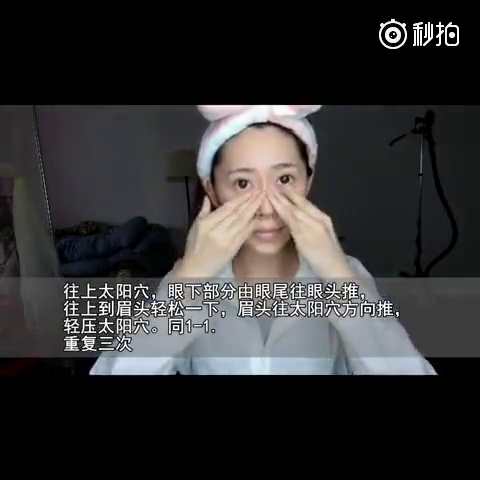 秒拍
往上太阳穴，眼下部分由眼尾往眼头推，
往上到眉头轻松一下，眉头往太阳穴方向推，
轻压太阳穴。同1-1.
重复三次